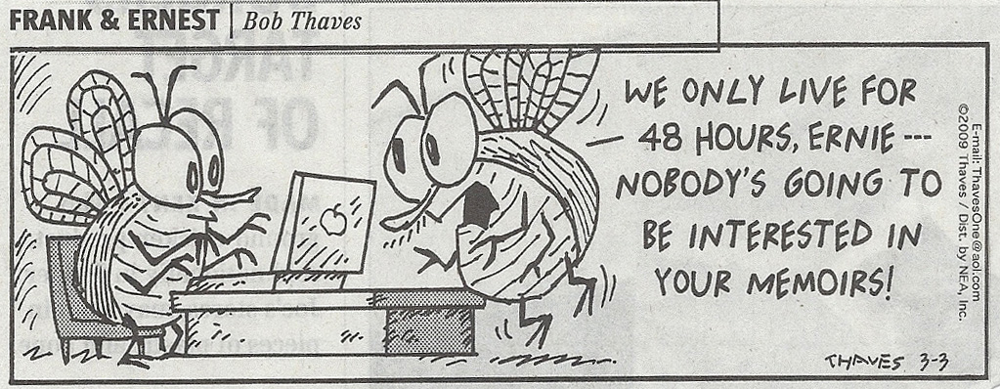 FRANK & ERNEST Bob Thaves
WE ONLY LIVE FOR
48 HOURS, ERNIE ---
NOBODY'S GOING TO
BE INTERESTED IN
YOUR MEMOIRS!
©2009 Thaves / Dist. by NEA, Inc.
E-mail: ThavesOne@aol.com
THAVES 3-3